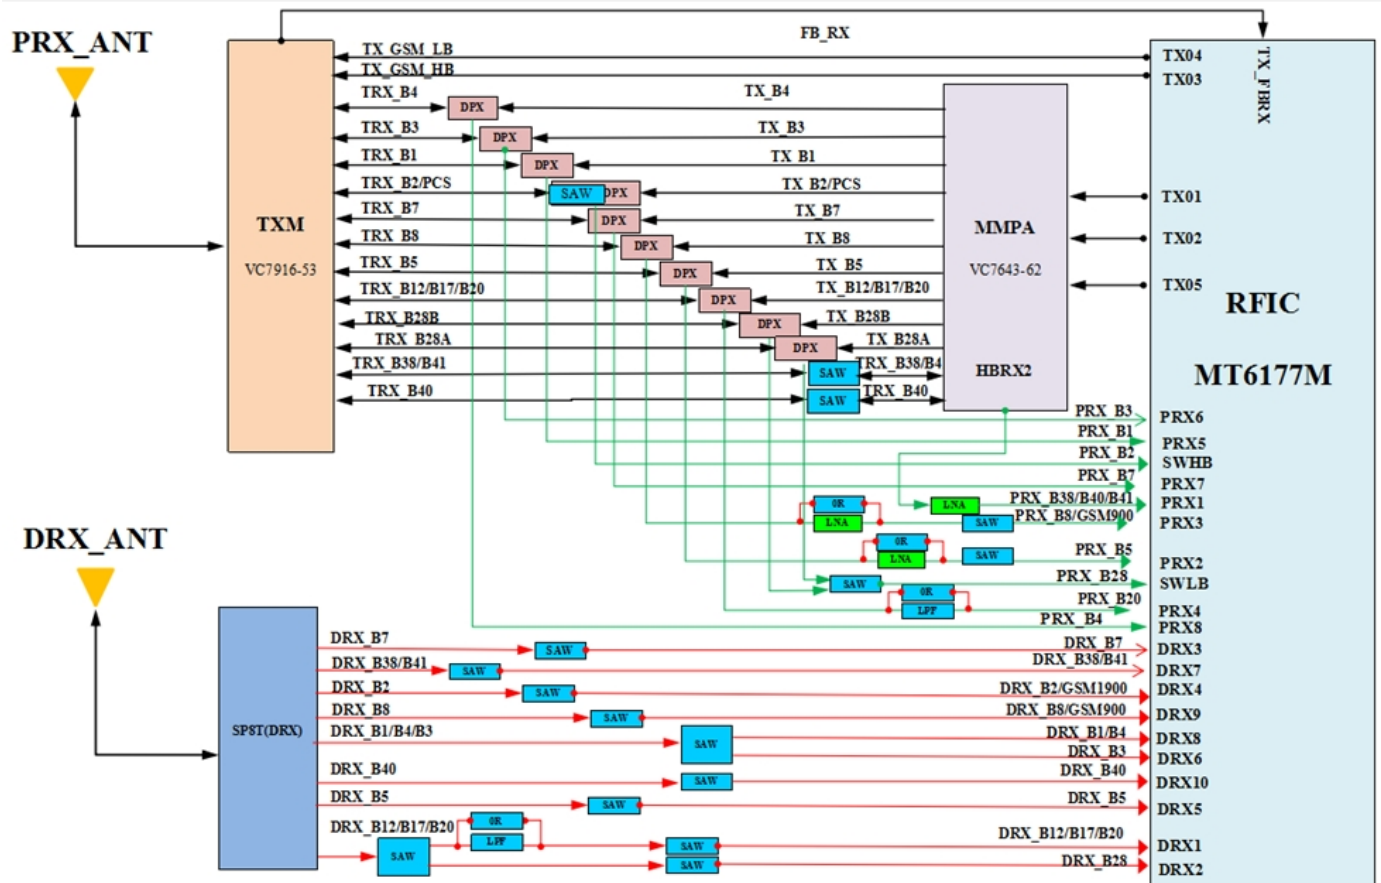 FB_RX
PRX_ANT
TX_GSM_LB
TX04
TX_GSM_HB
TX03
TX_FBRX
TRX_B4
DPX
TX_B4
TRX_B3
DPX
TX_B3
TRX_B1
DPX
TX_B1
TRX_B2/PCS
SAW
DPX
TX_B2/PCS
TX01
TRX_B7
DPX
TX_B7
TXM
MMPA
TRX_B8
DPX
TX_B8
TX02
VC7916-53
VC7643-62
TRX_B5
DPX
TX_B5
TX05
TRX_B12/B17/B20
DPX
TX_B12/B17/B20
RFIC
TRX_B28B
DPX
TX_B28B
TRX_B28A
DPX
TX_B28A
TRX_B38/B41
SAW
TRX_B38/B4
HBRX2
MT6177M
TRX_B40
SAW
TRX_B40
PRX_B3
PRX6
PRX_B1
PRX5
PRX_B2
SWHB
PRX_B7
PRX7
0R
LNA
PRX_B38/B40/B41
PRX1
LNA
SAW
PRX_B8/GSM900
PRX3
DRX_ANT
0R
LNA
SAW
PRX_B5
PRX2
SAW
PRX_B28
SWLB
0R
LPF
PRX_B20
PRX4
PRX_B4
PRX8
DRX_B7
SAW
DRX_B7
DRX3
DRX_B38/B41
SAW
DRX_B38/B41
DRX7
DRX_B2
SAW
DRX_B2/GSM1900
DRX4
DRX_B8
SAW
DRX_B8/GSM900
DRX9
SP8T(DRX)
DRX_B1/B4/B3
SAW
DRX_B1/B4
DRX8
DRX_B3
DRX6
DRX_B40
SAW
DRX_B40
DRX10
DRX_B5
SAW
DRX_B5
DRX5
DRX_B12/B17/B20
0R
LPF
SAW
SAW
DRX_B12/B17/B20
DRX1
SAW
DRX_B28
DRX2